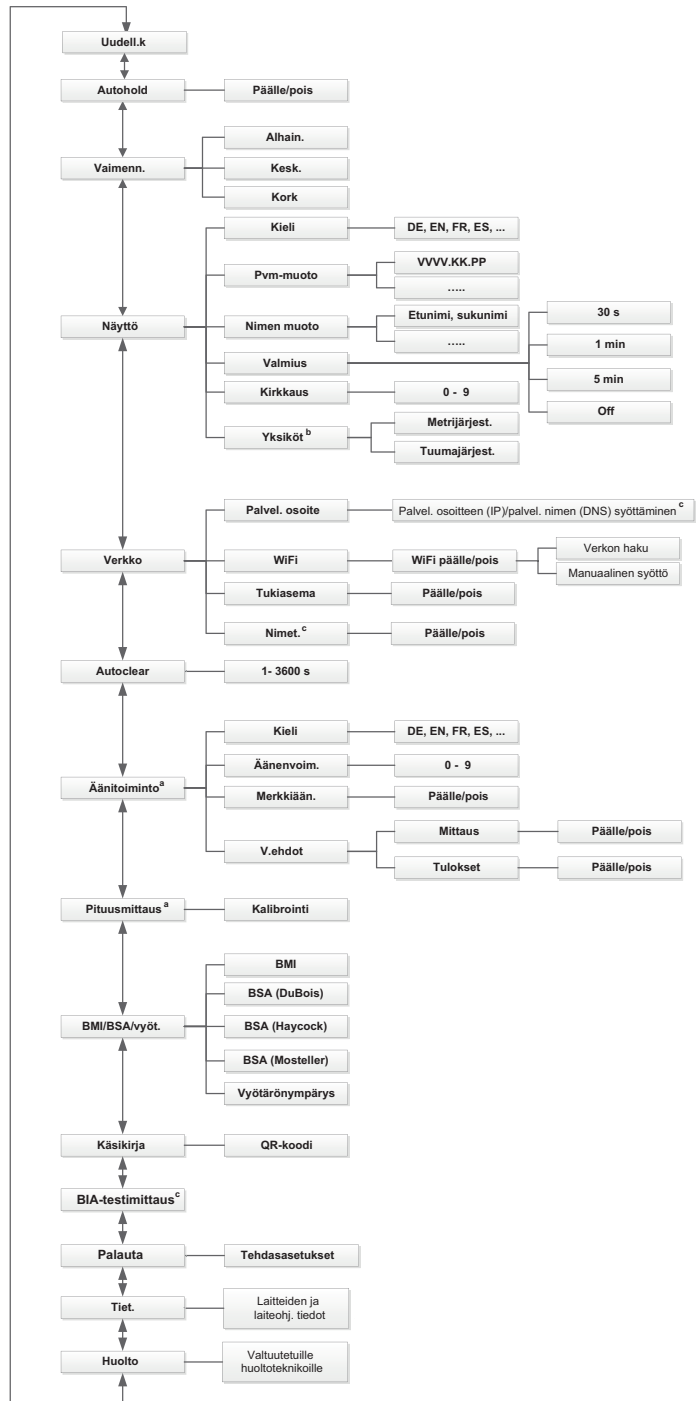 Uudell.k
Autohold
Päälle/pois
Vaimenn.
Alhain.
Kesk.
Kork
Näyttö
Kieli
DE, EN, FR, ES, ...
Pvm-muoto
VVVV.KK.PP
.....
Nimen muoto
Etunimi, sukunimi
.....
Valmius
30 s
1 min
5 min
Off
Kirkkaus
0 - 9
Yksiköt b
Metrijärjest.
Tuumajärjest.
Verkko
Palvel. osoite
Palvel. osoitteen (IP)/palvel. nimen (DNS) syöttäminen c
WiFi
WiFi päälle/pois
Verkon haku
Manuaalinen syöttö
Tukiasema
Päälle/pois
Nimet. c
Päälle/pois
Autoclear
1- 3600 s
Äänitoiminto a
Kieli
DE, EN, FR, ES, ...
Äänenvoim.
0 - 9
Merkkiään.
Päälle/pois
V.ehdot
Mittaus
Päälle/pois
Tulokset
Päälle/pois
Pituusmittaus a
Kalibrointi
BMI/BSA/vyöt.
BMI
BSA (DuBois)
BSA (Haycock)
BSA (Mosteller)
Vyötärönympärys
Käsikirja
QR-koodi
BIA-testimittaus c
Palauta
Tehdasasetukset
Tiet.
Laitteiden ja
laiteohj. tiedot
Huolto
Valtuutetuille
huoltoteknikoille